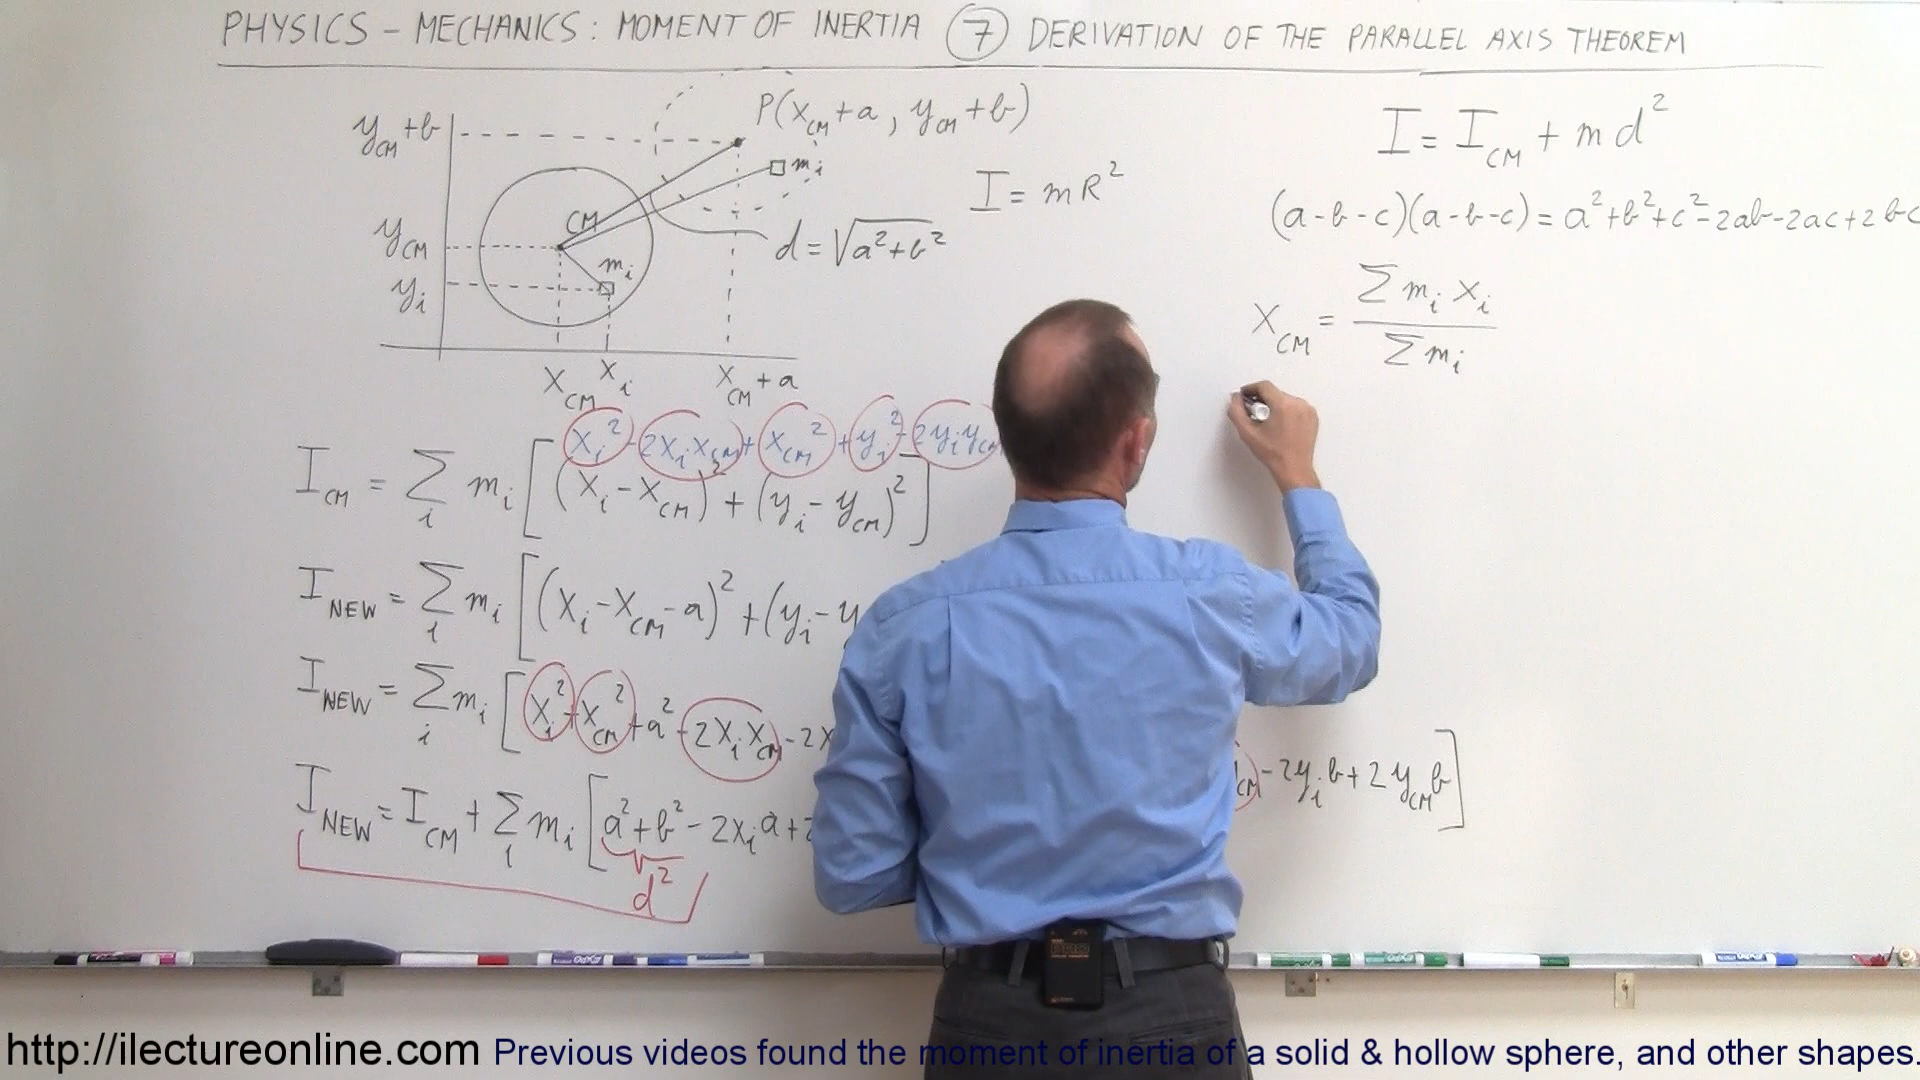 PHYSICS - MECHANICS: MOMENT OF INERTIA ⑦ DERIVATION OF THE PARALLEL AXIS THEOREM
y_CM + b
P(x_CM + a, y_CM + b)
I = I_CM + md²
m_i
I = mR²
(a-b-c)(a-b-c) = a²+b²+c²-2ab-2ac+2bc
CM
y_CM
d = √(a²+b²)
m_i
y_i
x_CM = Σ m_i x_i / Σ m_i
x_CM x_i x_CM + a
x_i² - 2x_i x_CM + x_CM² + y_i² - 2y_i y_CM
I_CM = Σ_i m_i [(x_i - x_CM)² + (y_i - y_CM)²]
I_NEW = Σ_i m_i [(x_i - x_CM - a)² + (y_i - y
I_NEW = Σ_i m_i [x_i² + x_CM² + a² - 2x_i x_CM - 2x
CM - 2y_i b + 2y_CM b]
I_NEW = I_CM + Σ_i m_i [a² + b² - 2x_i a + 2
d²
http://ilectureonline.com Previous videos found the moment of inertia of a solid & hollow sphere, and other shapes.